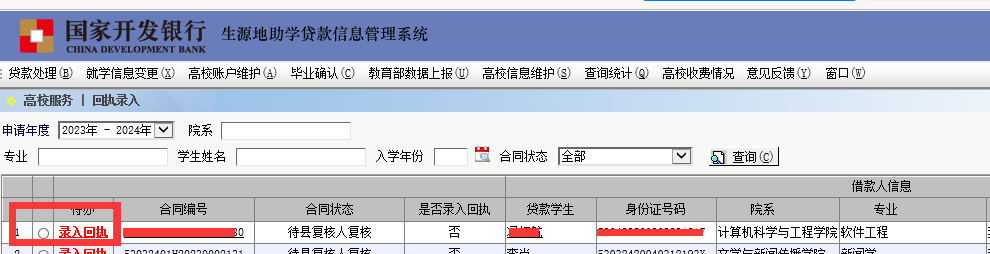 国家开发银行 生源地助学贷款信息管理系统
CHINA DEVELOPMENT BANK
贷款处理(B) 就学信息变更(X) 高校账户维护(A) 毕业确认(C) 教育部数据上报(U) 高校信息维护(S) 查询统计(Q) 高校收费情况 意见反馈(Y) 窗口(W)
高校服务 | 回执录入
申请年度 2023年 - 2024年 院系
专业 学生姓名 入学年份 合同状态 全部 查询(C)
借款人信息
待办 合同编号 合同状态 是否录入回执 贷款学生 身份证号码 院系 专业
1 录入回执 80 待县复核人复核 否 计算机科学与工程学院 软件工程
录入回执 待县复核人复核 否